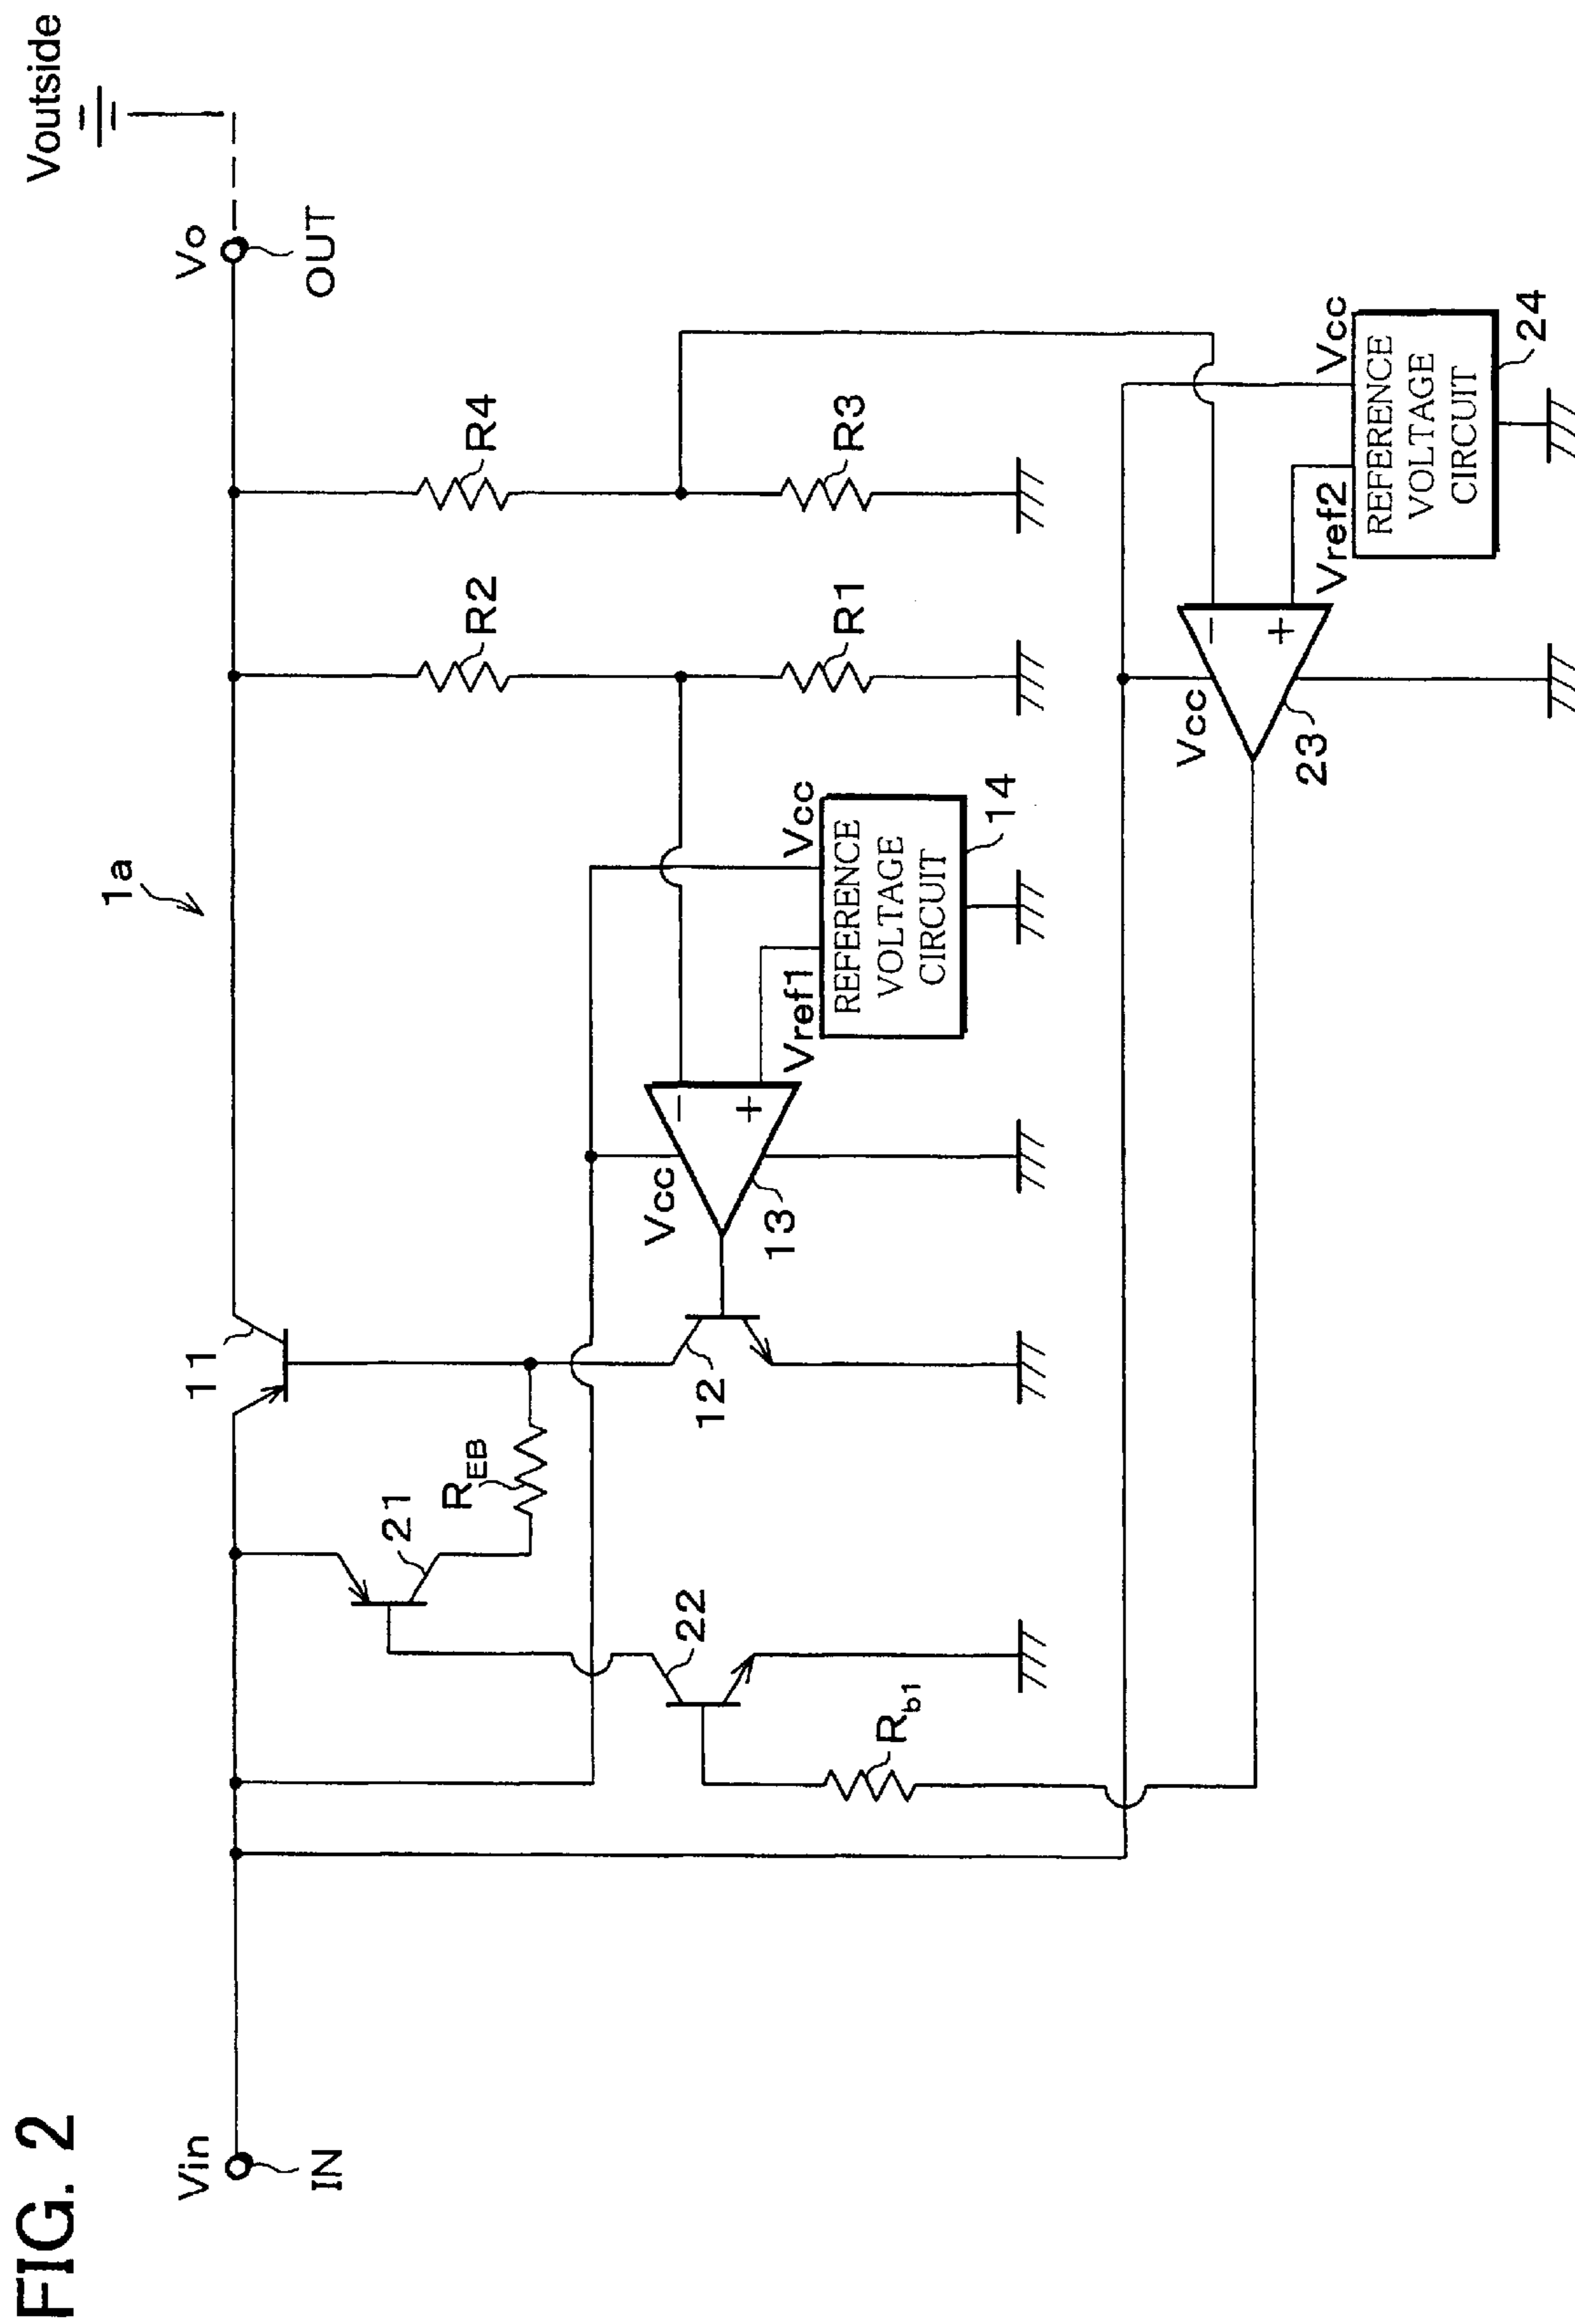 FIG. 2
1a
Vin
IN
11
Vo
OUT
Voutside
21
REB
R2
R4
22
12
Vcc
13
Vref1
Vcc
REFERENCE
VOLTAGE
CIRCUIT
14
R1
R3
Rb1
Vcc
23
Vref2
Vcc
REFERENCE
VOLTAGE
CIRCUIT
24
− +
− +